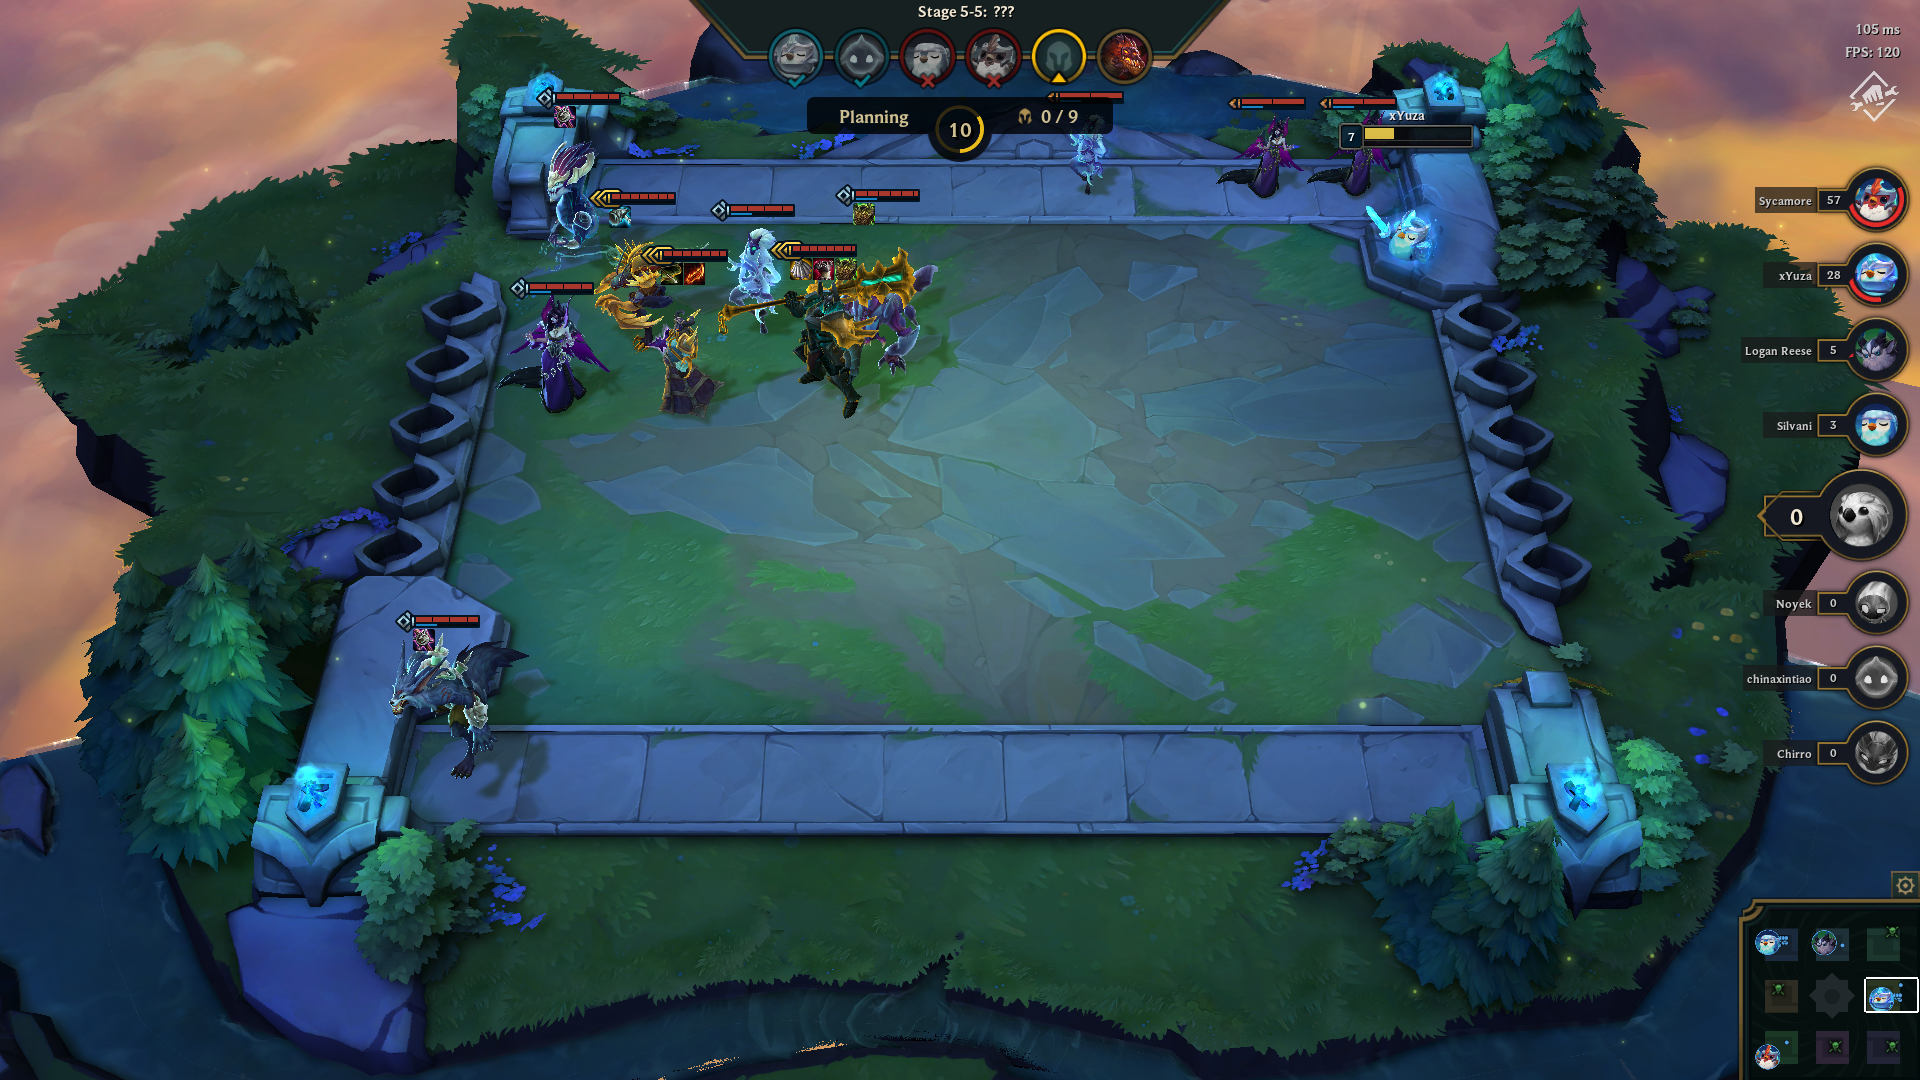 Stage 5-5: ???
105 ms
FPS: 120
Planning
10
0 / 9
xYuza
7
Sycamore 57
xYuza 28
Logan Reese 5
Silvani 3
0
Noyek 0
chinaxintiao 0
Chirro 0